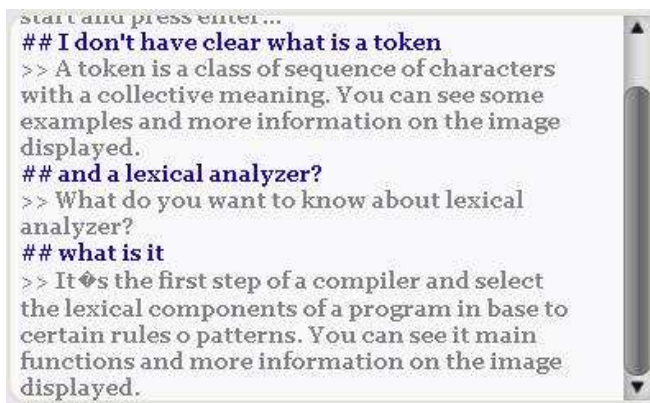 start and press enter...
## I don't have clear what is a token
>> A token is a class of sequence of characters
with a collective meaning. You can see some
examples and more information on the image
displayed.
## and a lexical analyzer?
>> What do you want to know about lexical
analyzer?
## what is it
>> It�s the first step of a compiler and select
the lexical components of a program in base to
certain rules o patterns. You can see it main
functions and more information on the image
displayed.